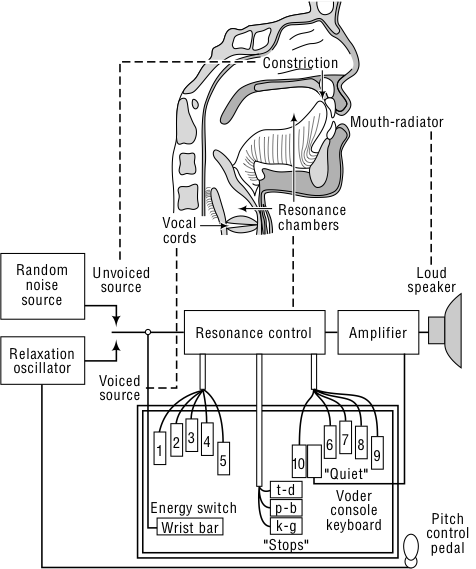 Constriction
Mouth-radiator
Resonance
chambers
Vocal
cords
Random
noise
source
Unvoiced
source
Loud
speaker
Resonance control
Amplifier
Relaxation
oscillator
Voiced
source
1
2
3
4
5
10
6
7
8
9
"Quiet"
t-d
p-b
k-g
"Stops"
Energy switch
Wrist bar
Voder
console
keyboard
Pitch
control
pedal